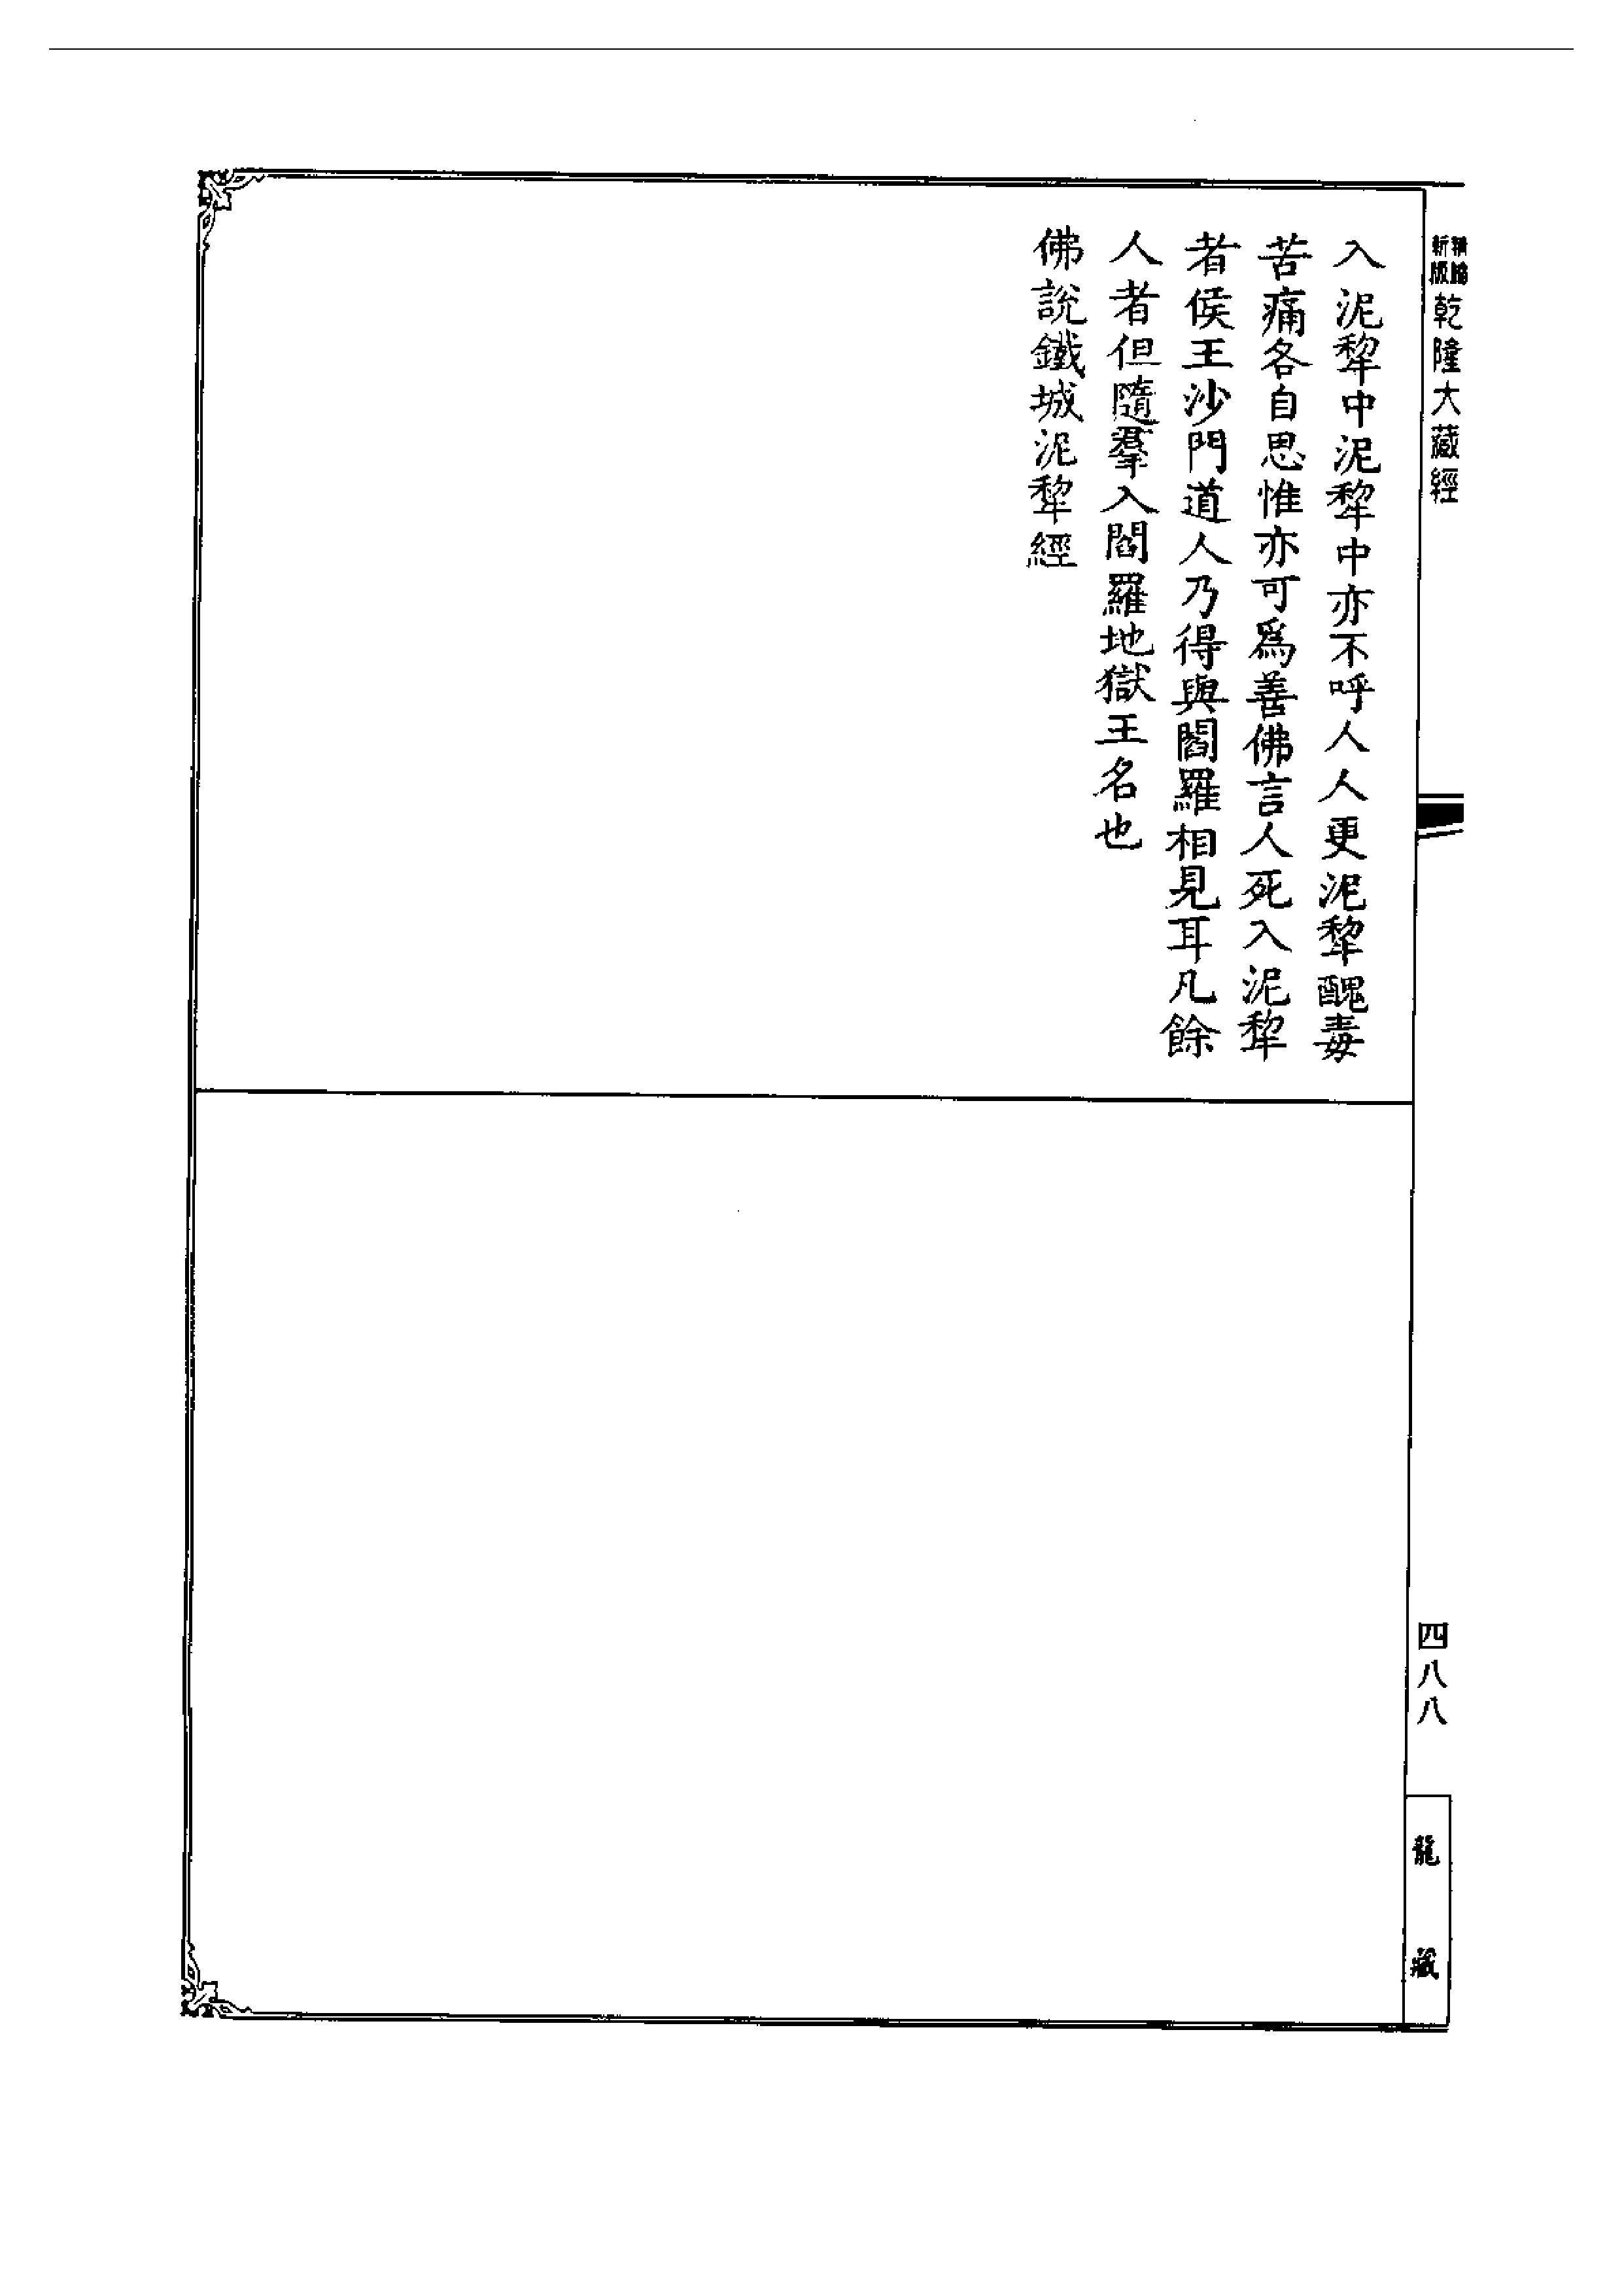 新版
乾隆大藏經
入泥犂中泥犂中亦不呼人人更泥犂醜毒
苦痛各自思惟亦可爲善佛言人死入泥犂
者侯王沙門道人乃得與閻羅相見耳凡餘
人者但隨羣入閻羅地獄王名也
佛說鐵城泥犂經
四八八
龍藏